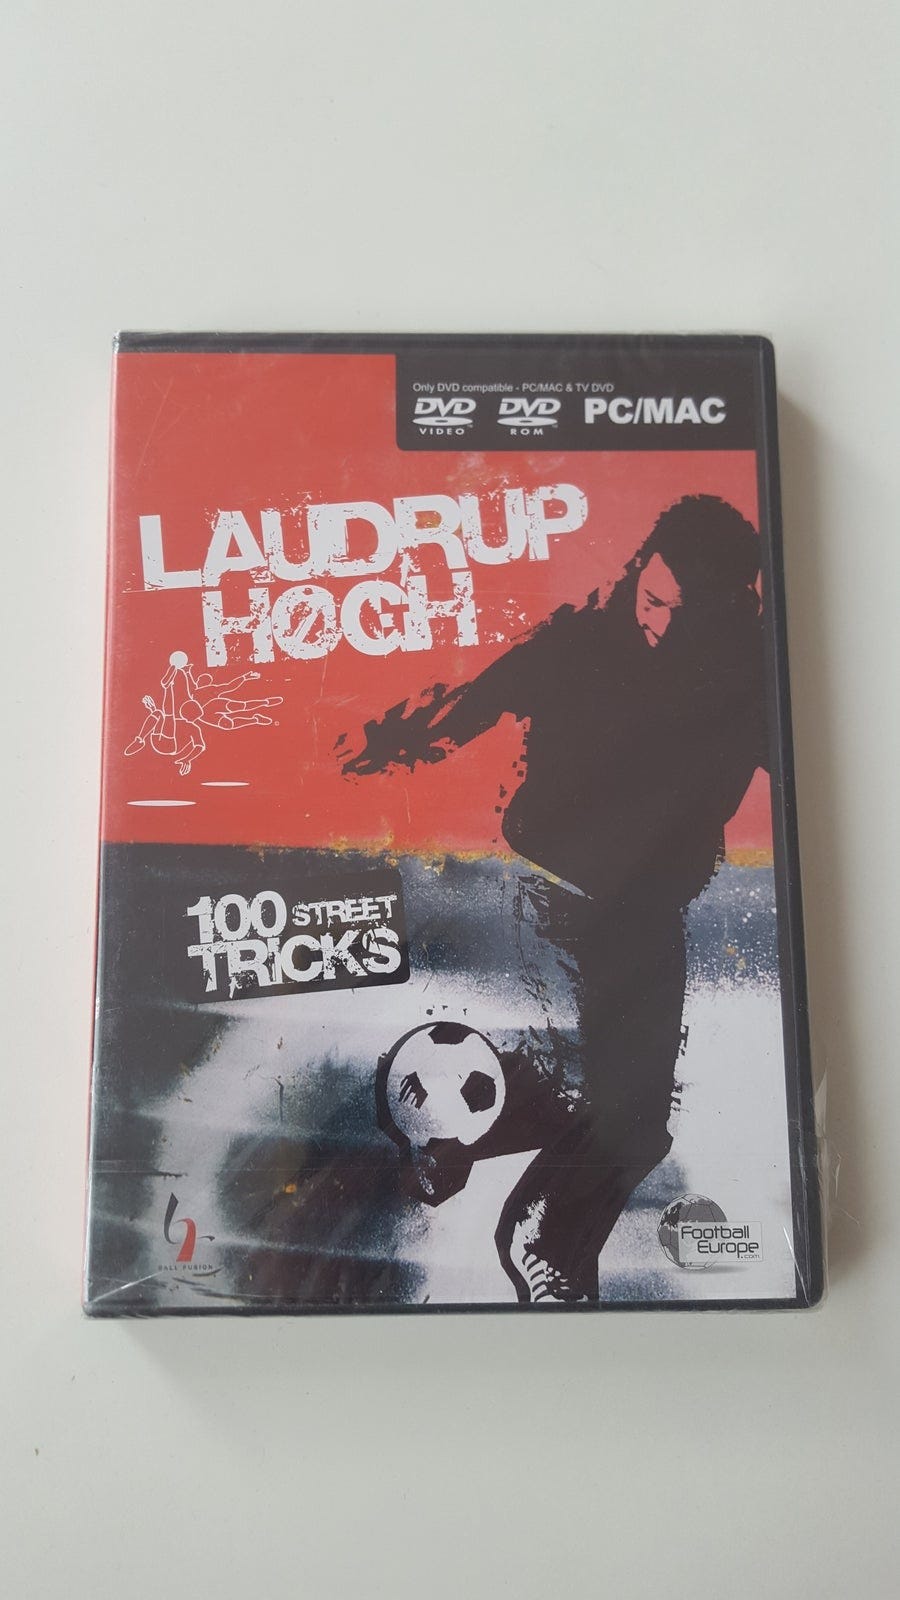 Only DVD compatible - PC/MAC & TV DVD
DVD VIDEO DVD ROM PC/MAC
LAUDRUP
HØGH
100 STREET
TRICKS
BALL FUSION
Football
Europe.com